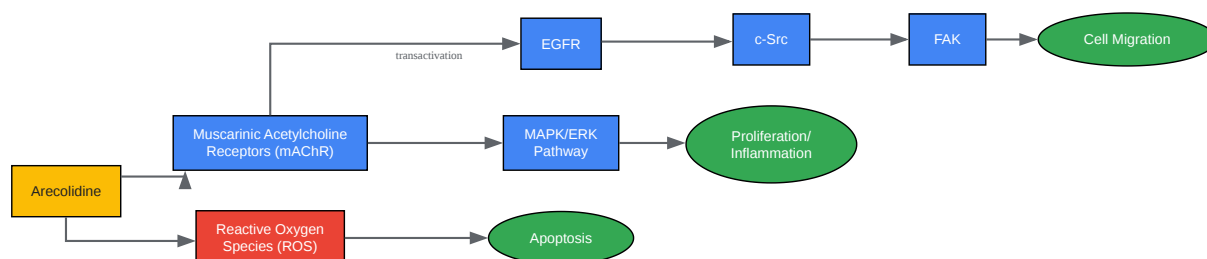 EGFR
c-Src
FAK
Cell Migration
transactivation
Muscarinic Acetylcholine
Receptors (mAChR)
MAPK/ERK
Pathway
Proliferation/
Inflammation
Arecolidine
Reactive Oxygen
Species (ROS)
Apoptosis